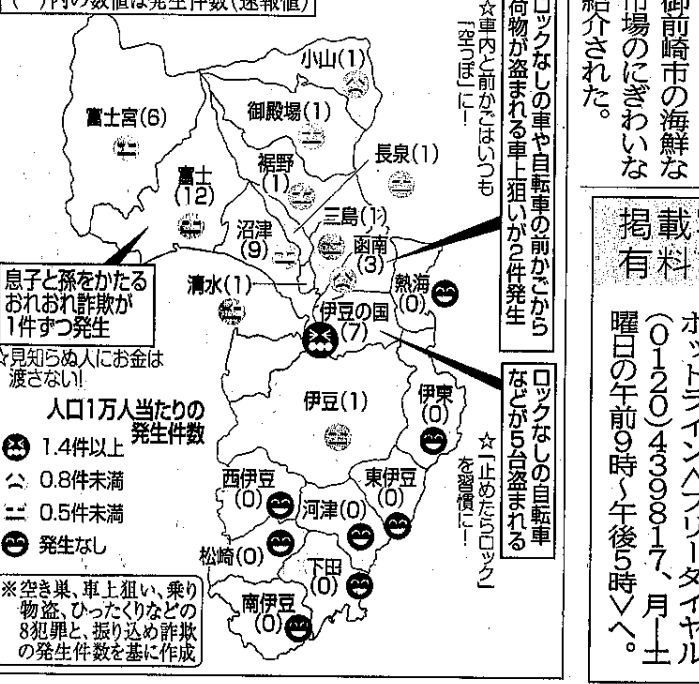 ( )内の数値は発生件数(速報値)
小山(1)
御殿場(1)
富士宮(6)
裾野
(1)
長泉(1)
富士
(12)
三島(1)
沼津
(9)
函南
(3)
清水(1)
熱海
(0)
伊豆の国
(7)
伊豆(1)
伊東
(0)
西伊豆
(0)
東伊豆
(0)
河津(0)
松崎(0)
下田
(0)
南伊豆
(0)
ロックなしの車や自転車の前かごから
荷物が盗まれる車上狙いが2件発生
☆車内と前かごはいつも
「空っぽ」に!
息子と孫をかたる
おれおれ詐欺が
1件ずつ発生
☆見知らぬ人にお金は
渡さない!
ロックなしの自転車
などが5台盗まれる
☆「止めたらロック」
を習慣に!
人口1万人当たりの
発生件数
1.4件以上
0.8件未満
0.5件未満
発生なし
※空き巣、車上狙い、乗り
物盗、ひったくりなどの
8犯罪と、振り込め詐欺
の発生件数を基に作成
御前崎市の海鮮な
市場のにぎわいな
紹介された。
掲載
有料
ホットラインへフリーダイヤル
(0120)439817、月―土
曜日の午前9時~午後5時∨へ。